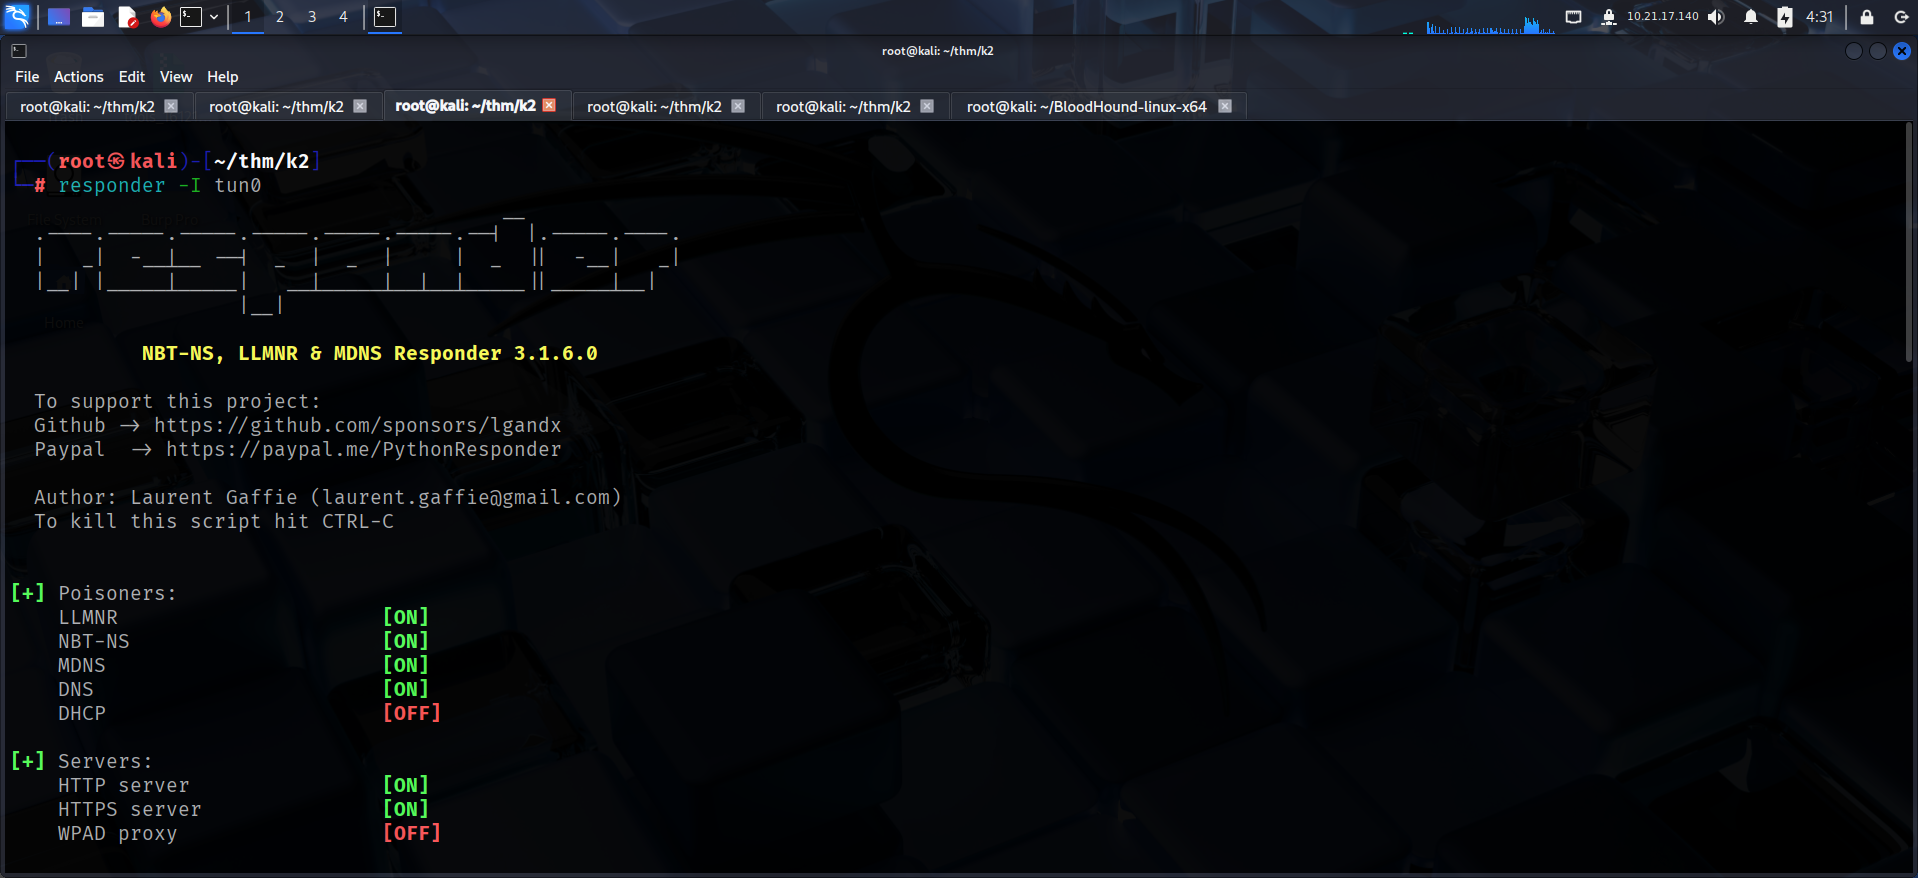 1 2 3 4 10.21.17.140 4:31
root@kali: ~/thm/k2
File Actions Edit View Help
root@kali: ~/thm/k2 root@kali: ~/thm/k2 root@kali: ~/thm/k2 root@kali: ~/thm/k2 root@kali: ~/thm/k2 root@kali: ~/BloodHound-linux-x64
(root㉿kali)-[~/thm/k2]
# responder -I tun0
File System
Home
NBT-NS, LLMNR & MDNS Responder 3.1.6.0
To support this project:
Github → https://github.com/sponsors/lgandx
Paypal → https://paypal.me/PythonResponder
Author: Laurent Gaffie (laurent.gaffie@gmail.com)
To kill this script hit CTRL-C
[+] Poisoners:
LLMNR [ON]
NBT-NS [ON]
MDNS [ON]
DNS [ON]
DHCP [OFF]
[+] Servers:
HTTP server [ON]
HTTPS server [ON]
WPAD proxy [OFF]